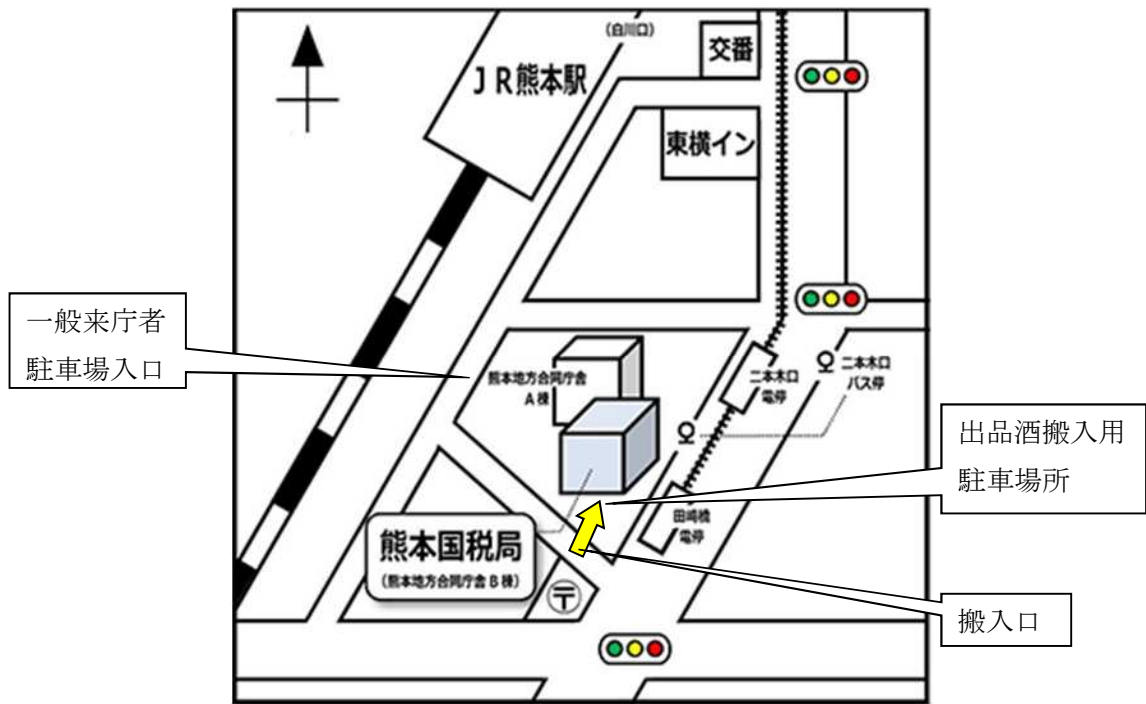 (白川口)
交番
JR熊本駅
東横イン
一般来庁者
駐車場入口
熊本地方合同庁舎
A棟
二本木口
電停
二本木口
バス停
出品酒搬入用
駐車場所
田崎橋
電停
熊本国税局
(熊本地方合同庁舎B棟)
〒
搬入口